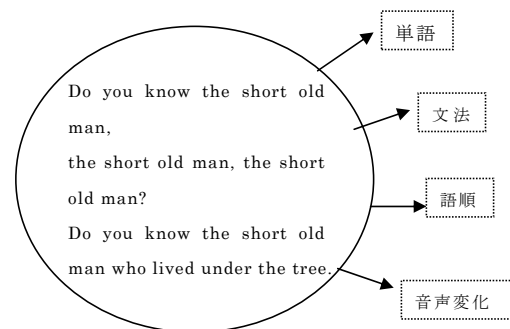 Do you know the short old
man,
the short old man, the short
old man?
Do you know the short old
man who lived under the tree.
単語
文法
語順
音声変化